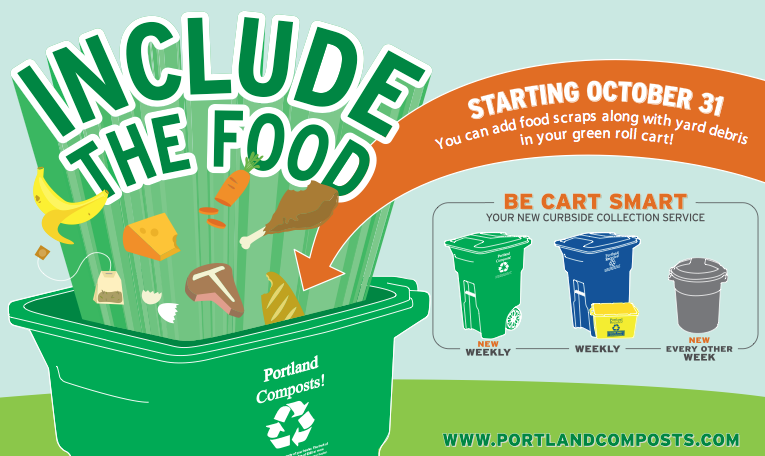 INCLUDE
THE FOOD
STARTING OCTOBER 31
You can add food scraps along with yard debris
in your green roll cart!
BE CART SMART
YOUR NEW CURBSIDE COLLECTION SERVICE
NEW
WEEKLY
WEEKLY
NEW
EVERY OTHER
WEEK
Portland
Composts!
WWW.PORTLANDCOMPOSTS.COM